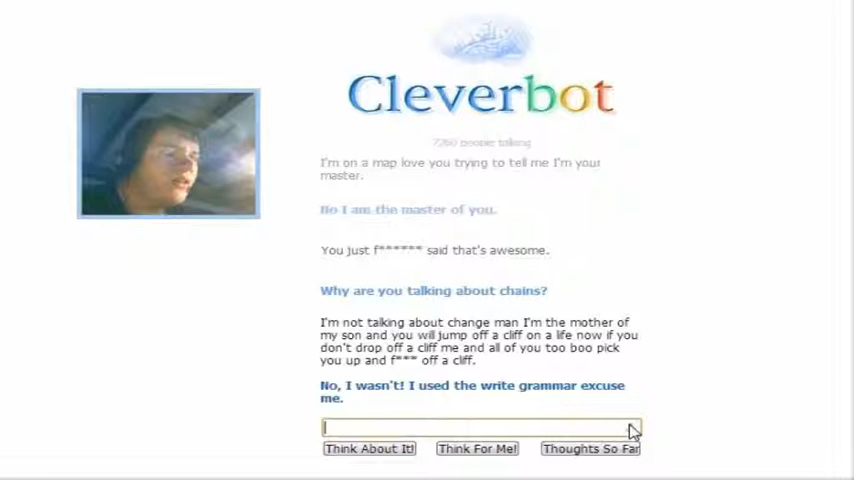 Cleverbot
7260 people talking
I'm on a map love you trying to tell me I'm your
master.
No I am the master of you.
You just f****** said that's awesome.
Why are you talking about chains?
I'm not talking about change man I'm the mother of
my son and you will jump off a cliff on a life now if you
don't drop off a cliff me and all of you too boo pick
you up and f*** off a cliff.
No, I wasn't! I used the write grammar excuse
me.
Think About It! Think For Me! Thoughts So Far